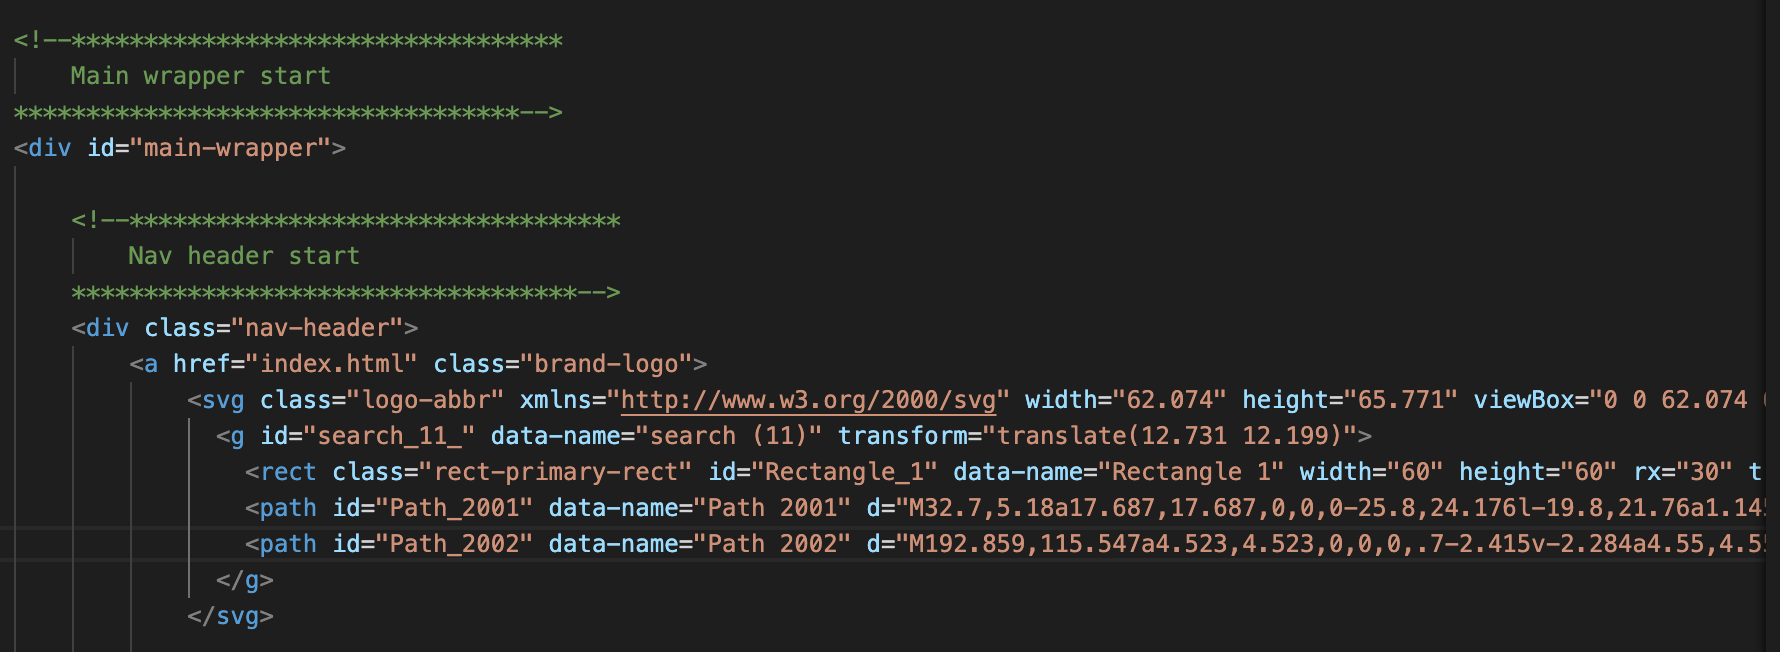 <!--**********************************
Main wrapper start
***********************************-->
<div id="main-wrapper">
<!--**********************************
Nav header start
***********************************-->
<div class="nav-header">
<a href="index.html" class="brand-logo">
<svg class="logo-abbr" xmlns="http://www.w3.org/2000/svg" width="62.074" height="65.771" viewBox="0 0 62.074
<g id="search_11_" data-name="search (11)" transform="translate(12.731 12.199)">
<rect class="rect-primary-rect" id="Rectangle_1" data-name="Rectangle 1" width="60" height="60" rx="30" t
<path id="Path_2001" data-name="Path 2001" d="M32.7,5.18a17.687,17.687,0,0,0-25.8,24.176l-19.8,21.76a1.145
<path id="Path_2002" data-name="Path 2002" d="M192.859,115.547a4.523,4.523,0,0,0,.7-2.415v-2.284a4.55,4.55
</g>
</svg>